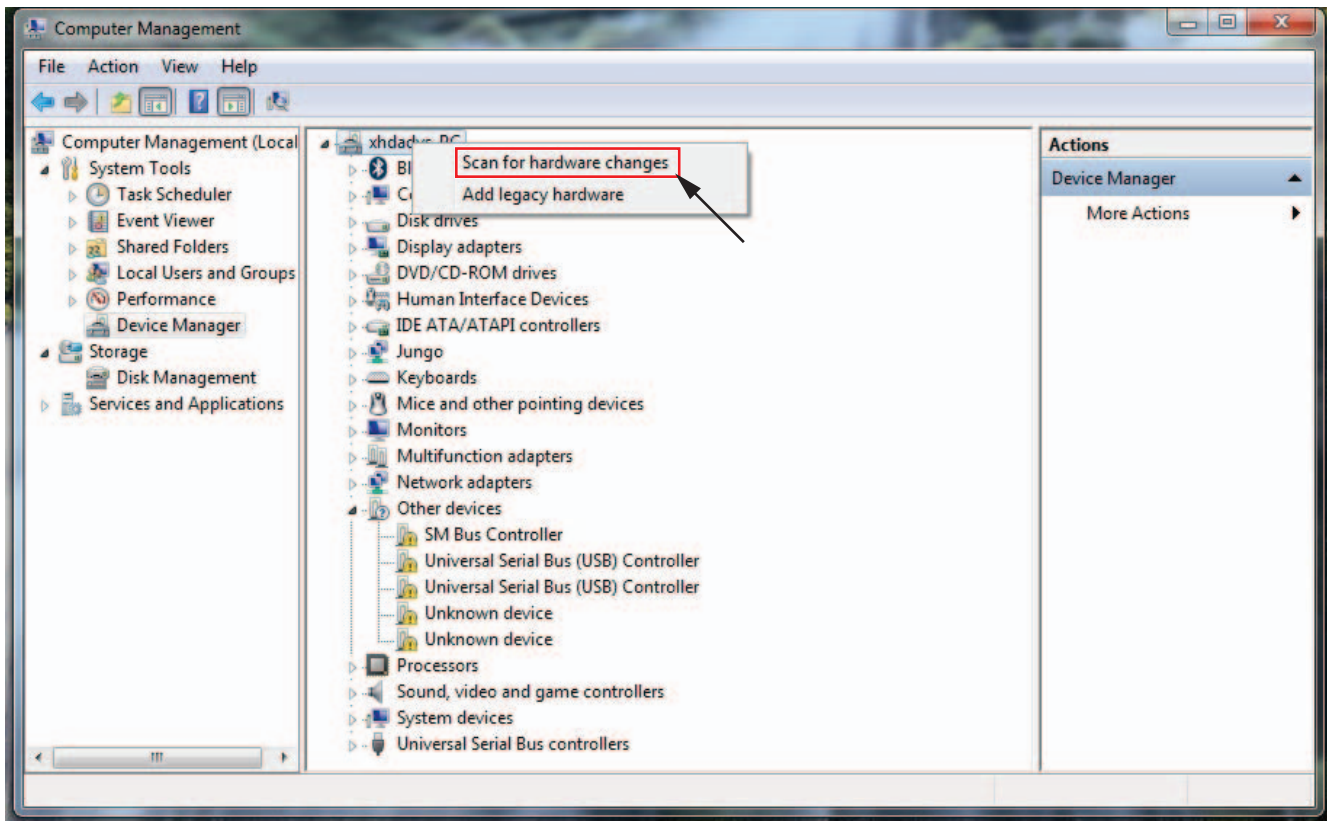 Computer Management
File Action View Help
Computer Management (Local
System Tools
Task Scheduler
Event Viewer
Shared Folders
Local Users and Groups
Performance
Device Manager
Storage
Disk Management
Services and Applications
Scan for hardware changes
Add legacy hardware
Disk drives
Display adapters
DVD/CD-ROM drives
Human Interface Devices
IDE ATA/ATAPI controllers
Jungo
Keyboards
Mice and other pointing devices
Monitors
Multifunction adapters
Network adapters
Other devices
SM Bus Controller
Universal Serial Bus (USB) Controller
Universal Serial Bus (USB) Controller
Unknown device
Unknown device
Processors
Sound, video and game controllers
System devices
Universal Serial Bus controllers
Actions
Device Manager
More Actions